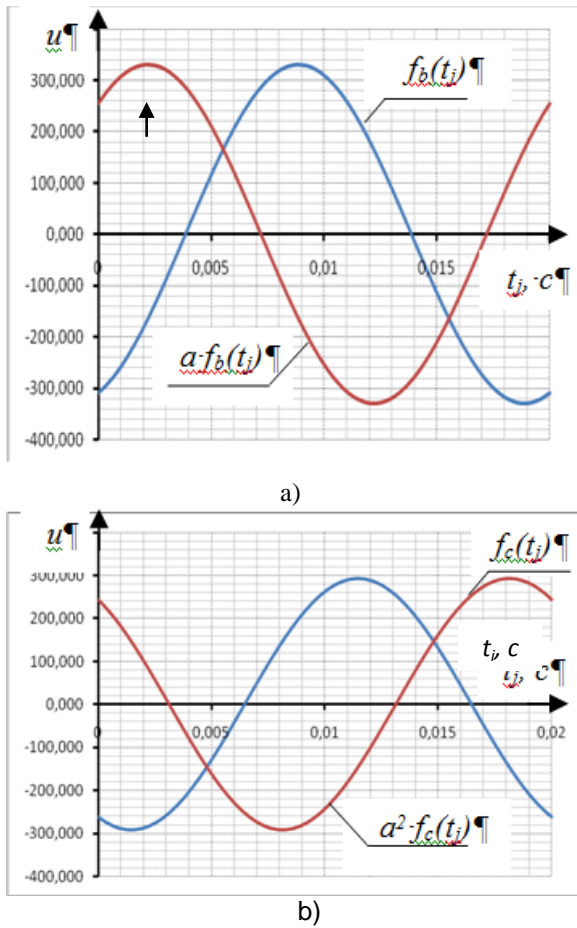 u¶
300,000
200,000
100,000
0,000
-100,000
-200,000
-300,000
-400,000
0
0,005
0,01
0,015
f_b(t_j)¶
t_j, ·c¶
a·f_b(t_j)¶
a)
u¶
300,000
200,000
100,000
0,000
-100,000
-200,000
-300,000
-400,000
0
0,005
0,01
0,015
0,02
f_c(t_j)¶
t_i, c
t_j, c¶
a²·f_c(t_j)¶
b)